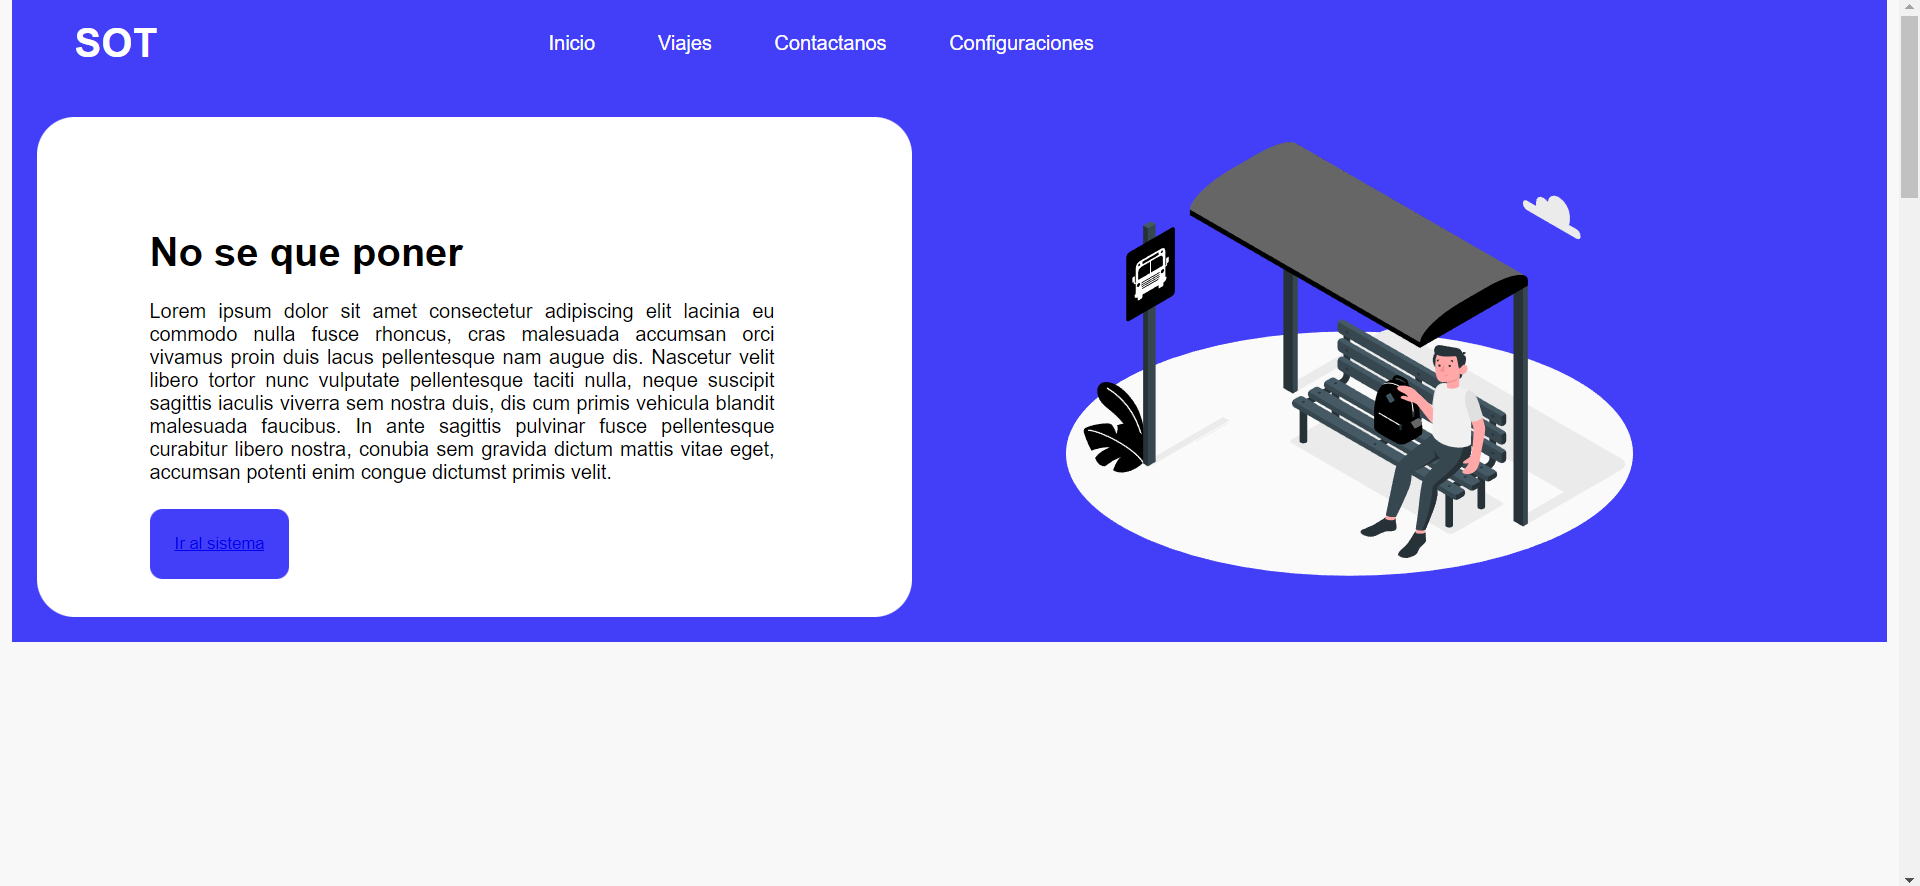 SOT
Inicio Viajes Contactanos Configuraciones
No se que poner
Lorem ipsum dolor sit amet consectetur adipiscing elit lacinia eu
commodo nulla fusce rhoncus, cras malesuada accumsan orci
vivamus proin duis lacus pellentesque nam augue dis. Nascetur velit
libero tortor nunc vulputate pellentesque taciti nulla, neque suscipit
sagittis iaculis viverra sem nostra duis, dis cum primis vehicula blandit
malesuada faucibus. In ante sagittis pulvinar fusce pellentesque
curabitur libero nostra, conubia sem gravida dictum mattis vitae eget,
accumsan potenti enim congue dictumst primis velit.
Ir al sistema